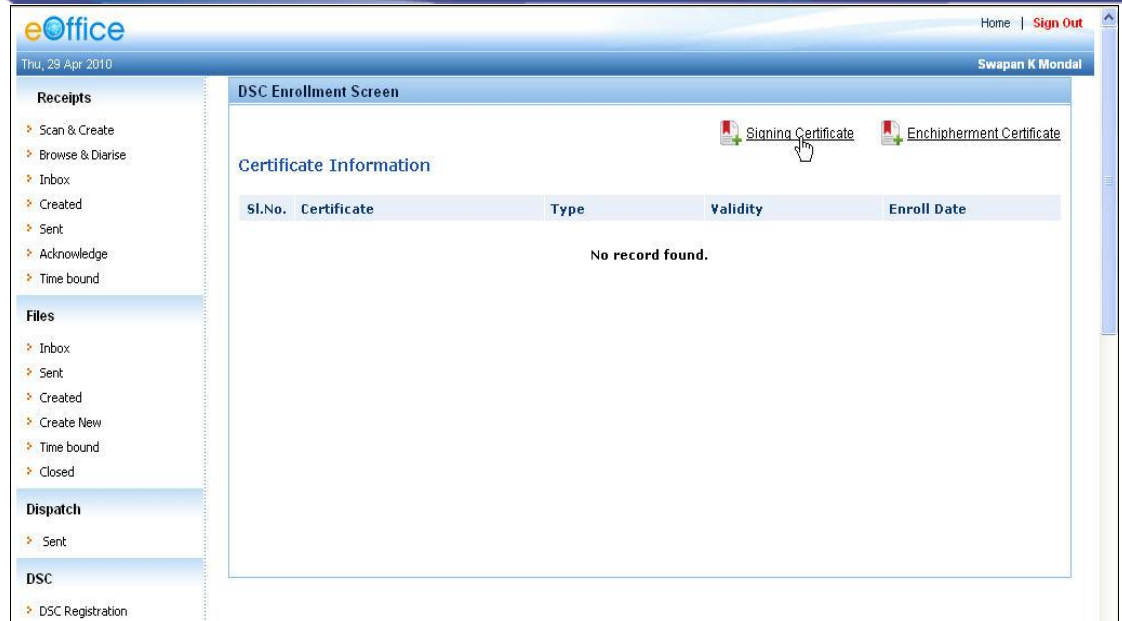 eOffice
Home | Sign Out
Thu, 29 Apr 2010
Swapan K Mondal
Receipts
Scan & Create
Browse & Diarise
Inbox
Created
Sent
Acknowledge
Time bound
Files
Inbox
Sent
Created
Create New
Time bound
Closed
Dispatch
Sent
DSC
DSC Registration
DSC Enrollment Screen
Signing Certificate
Enchipherment Certificate
Certificate Information
Sl.No. Certificate Type Validity Enroll Date
No record found.